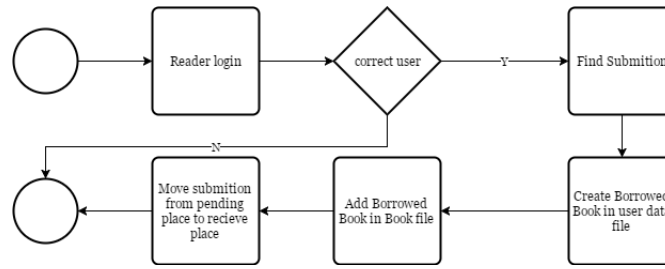 Reader login
correct user
Y
Find Submition
N
Move submition
from pending
place to recieve
place
Add Borrowed
Book in Book file
Create Borrowed
Book in user data
file